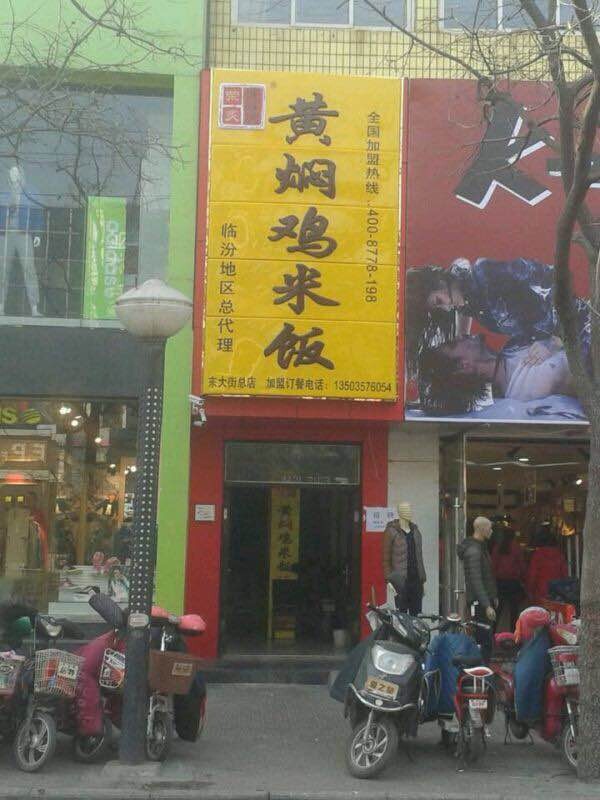 黄焖鸡米饭
全国加盟热线:400-8778-198
临汾地区总代理
东大街总店 加盟订餐电话:13503576054
adidas
黄焖鸡米饭